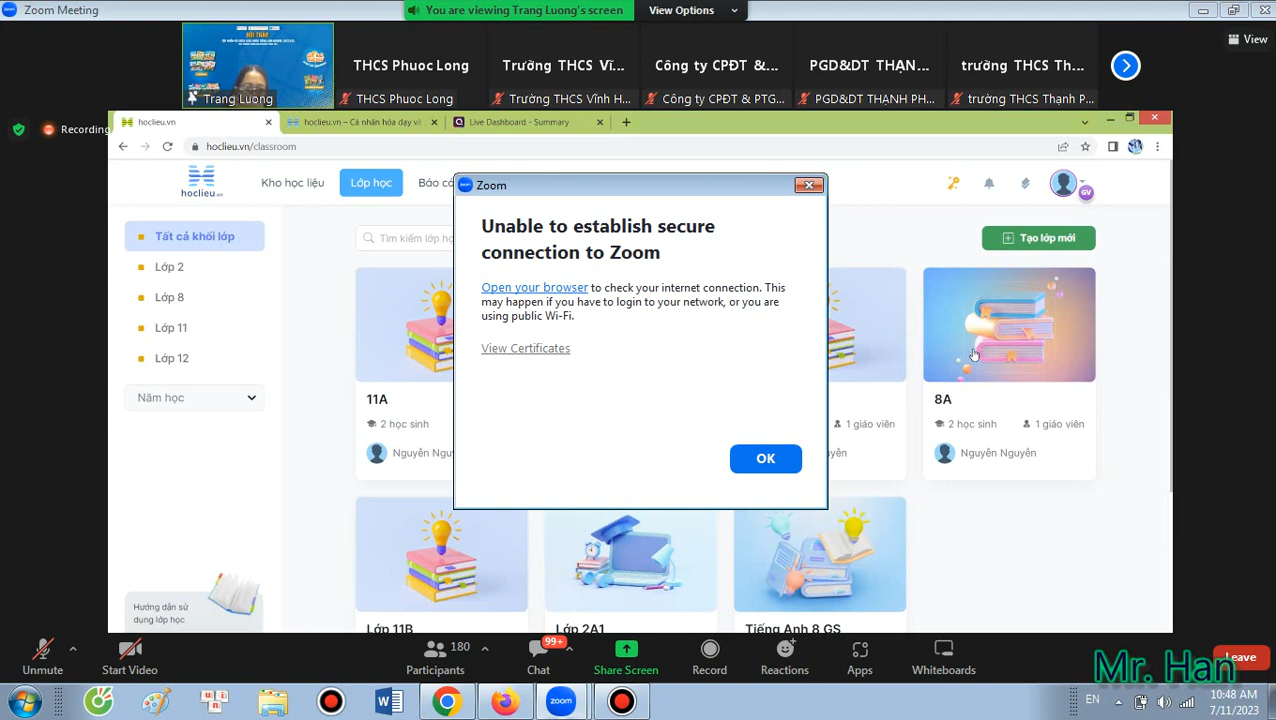 Zoom Meeting
You are viewing Trang Luong's screen
View Options
View
THCS Phuoc Long
Trường THCS Vĩ...
Công ty CPĐT &...
PGD&DT THẠN...
trường THCS Th...
Trang Luong
THCS Phuoc Long
Trường THCS Vĩnh H...
Công ty CPĐT & PTG...
PGD&DT THẠNH PH...
trường THCS Thạnh P...
Recording
hoclieu.vn
hoclieu.vn – Cá nhân hóa dạy và
Live Dashboard - Summary
hoclieu.vn/classroom
hoclieu.vn
Kho học liệu
Lớp học
Báo cá
GV
Zoom
Unable to establish secure
connection to Zoom
Open your browser to check your internet connection. This
may happen if you have to login to your network, or you are
using public Wi-Fi.
View Certificates
OK
Tất cả khối lớp
Lớp 2
Lớp 8
Lớp 11
Lớp 12
Năm học
Tìm kiếm lớp họ
Tạo lớp mới
11A
2 học sinh
Nguyễn Ngu
1 giáo viên
yễn
8A
2 học sinh
1 giáo viên
Nguyễn Nguyễn
Hướng dẫn sử
dụng lớp học
Lớp 11B
Lớp 2A1
Tiếng Anh 8 GS
Unmute
Start Video
180
Participants
99+
Chat
Share Screen
Record
Reactions
Apps
Whiteboards
Leave
Mr. Han
EN
10:48 AM
7/11/2023